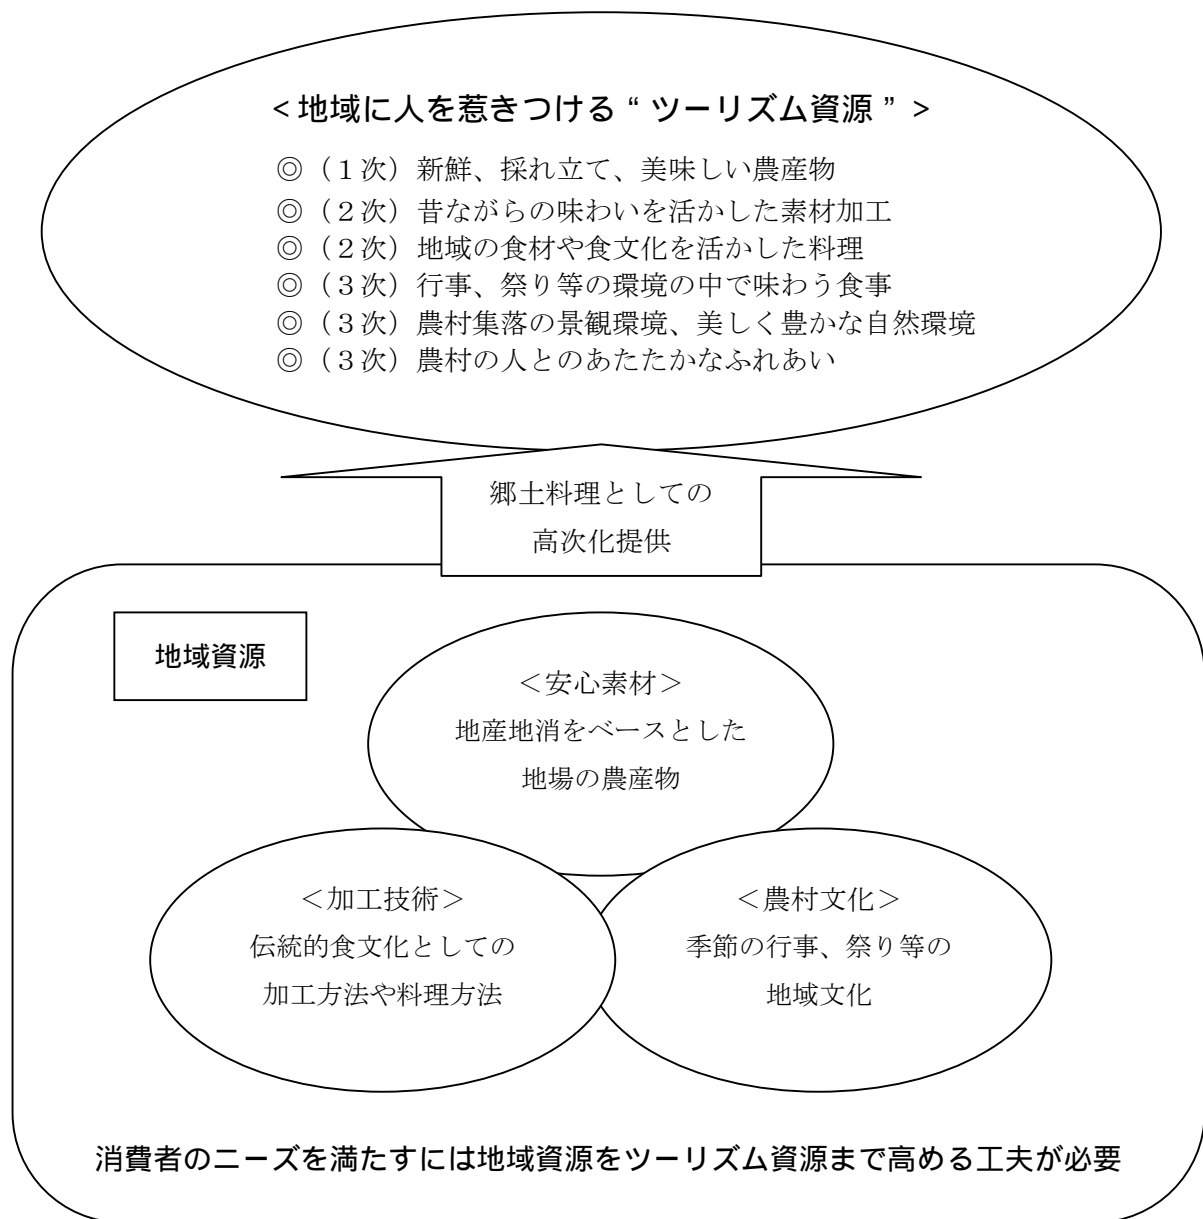 <地域に人を惹きつける“ツーリズム資源”>
◎（１次）新鮮、採れ立て、美味しい農産物
◎（２次）昔ながらの味わいを活かした素材加工
◎（２次）地域の食材や食文化を活かした料理
◎（３次）行事、祭り等の環境の中で味わう食事
◎（３次）農村集落の景観環境、美しく豊かな自然環境
◎（３次）農村の人とのあたたかなふれあい
郷土料理としての
高次化提供
地域資源
＜安心素材＞
地産地消をベースとした
地場の農産物
＜加工技術＞
伝統的食文化としての
加工方法や料理方法
＜農村文化＞
季節の行事、祭り等の
地域文化
消費者のニーズを満たすには地域資源をツーリズム資源まで高める工夫が必要